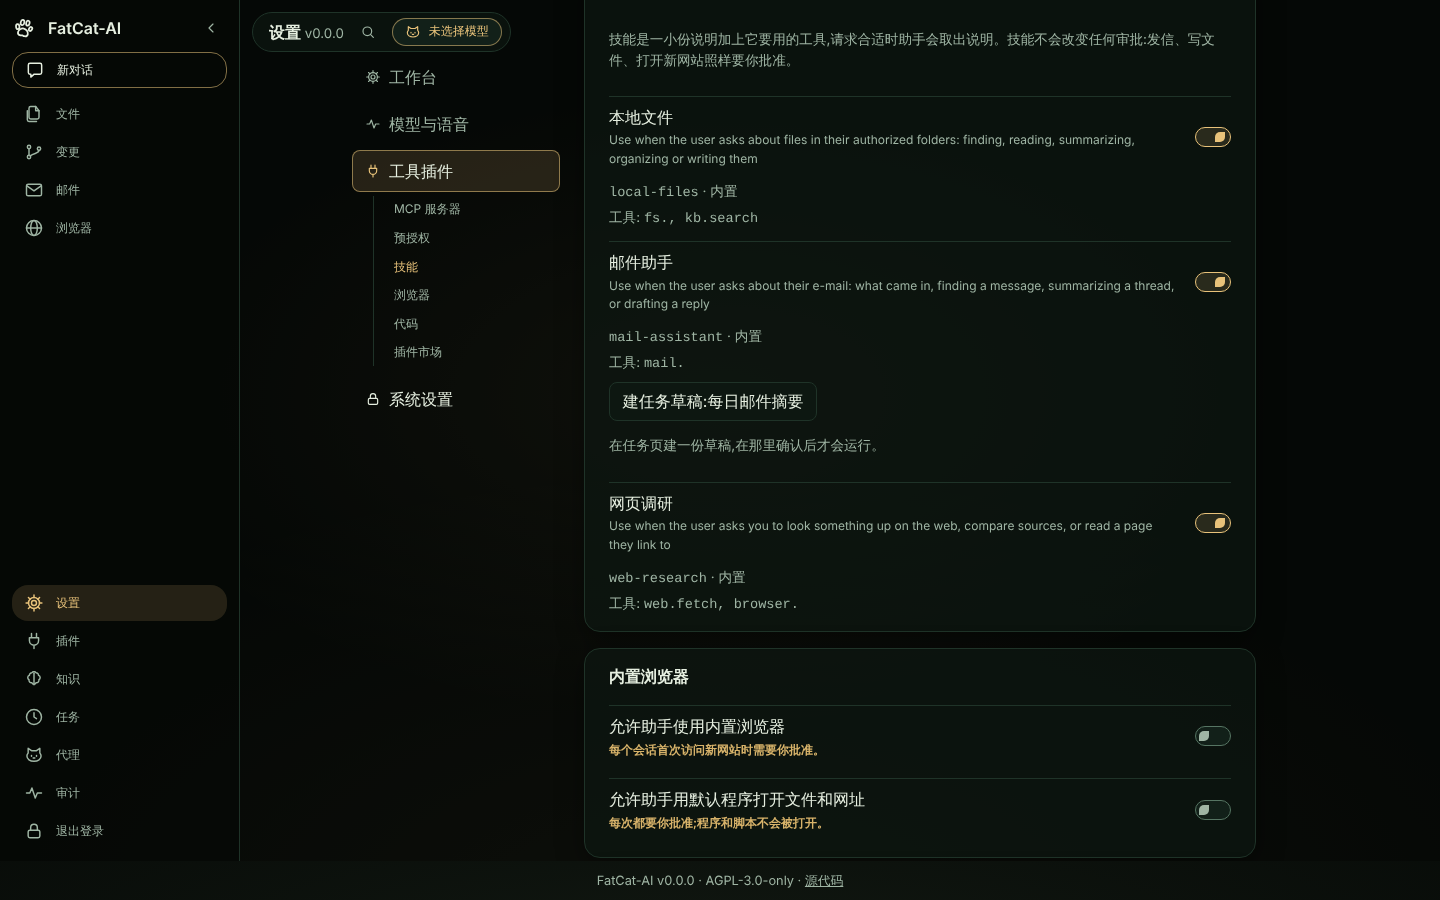 FatCat-AI
新对话
文件
变更
邮件
浏览器
设置
插件
知识
任务
代理
审计
退出登录
设置 v0.0.0
未选择模型
工作台
模型与语音
工具插件
MCP 服务器
预授权
技能
浏览器
代码
插件市场
系统设置
技能是一小份说明加上它要用的工具,请求合适时助手会取出说明。技能不会改变任何审批:发信、写文
件、打开新网站照样要你批准。
本地文件
Use when the user asks about files in their authorized folders: finding, reading, summarizing,
organizing or writing them
local-files · 内置
工具: fs., kb.search
邮件助手
Use when the user asks about their e-mail: what came in, finding a message, summarizing a thread,
or drafting a reply
mail-assistant · 内置
工具: mail.
建任务草稿:每日邮件摘要
在任务页建一份草稿,在那里确认后才会运行。
网页调研
Use when the user asks you to look something up on the web, compare sources, or read a page
they link to
web-research · 内置
工具: web.fetch, browser.
内置浏览器
允许助手使用内置浏览器
每个会话首次访问新网站时需要你批准。
允许助手用默认程序打开文件和网址
每次都要你批准;程序和脚本不会被打开。
FatCat-AI v0.0.0 · AGPL-3.0-only · 源代码